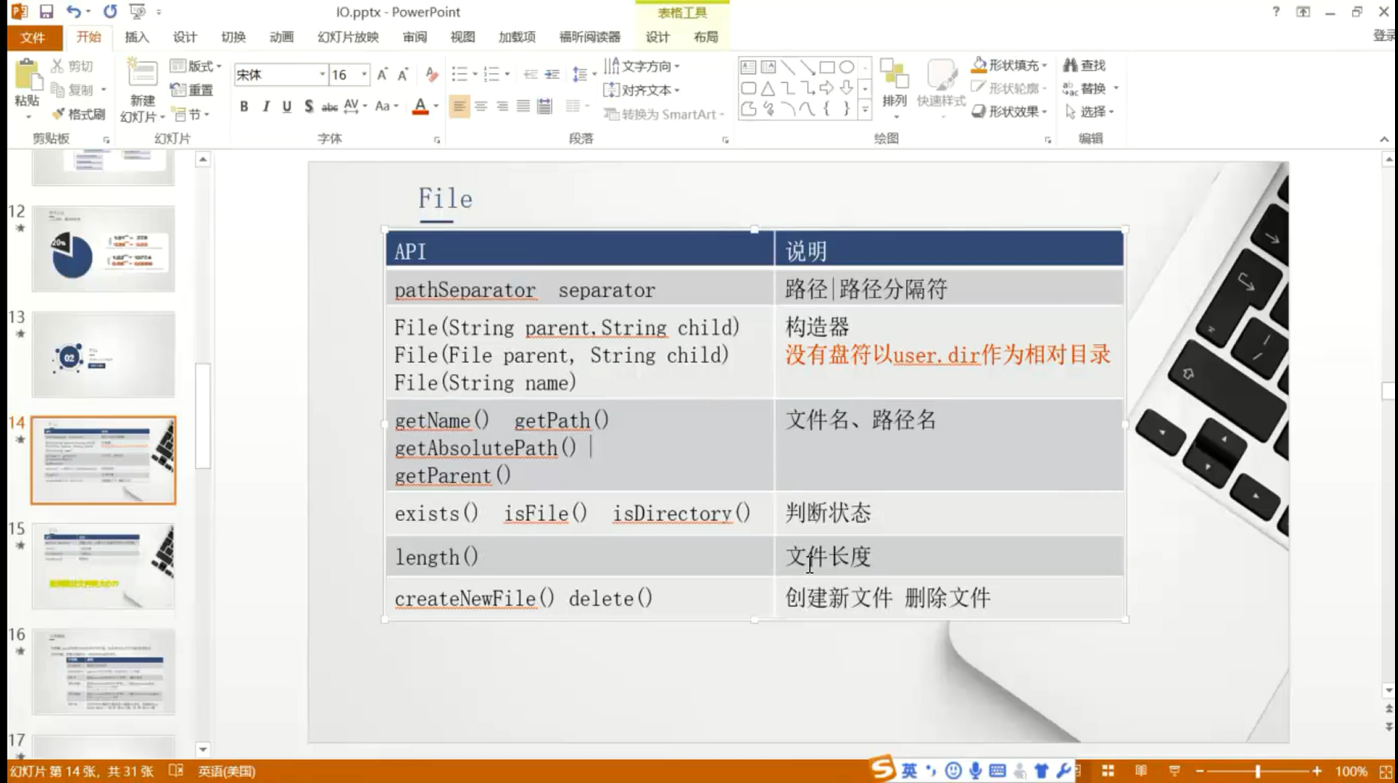 IO.pptx - PowerPoint
表格工具
文件
开始
插入
设计
切换
动画
幻灯片放映
审阅
视图
加载项
福昕阅读器
设计
布局
登录
粘贴
剪切
复制
格式刷
剪贴板
新建
幻灯片
版式
重置
节
幻灯片
宋体
16
B I U S abc AV Aa A
字体
文字方向
对齐文本
转换为 SmartArt
段落
排列
快速样式
形状填充
形状轮廓
形状效果
绘图
查找
替换
选择
编辑
12
13
14
15
16
17
20%
02
File
API 说明
pathSeparator separator 路径|路径分隔符
File(String parent,String child) 构造器
File(File parent, String child) 没有盘符以user.dir作为相对目录
File(String name)
getName() getPath() 文件名、路径名
getAbsolutePath()
getParent()
exists() isFile() isDirectory() 判断状态
length() 文件长度
createNewFile() delete() 创建新文件 删除文件
幻灯片 第 14 张，共 31 张
英语(美国)
英
100%